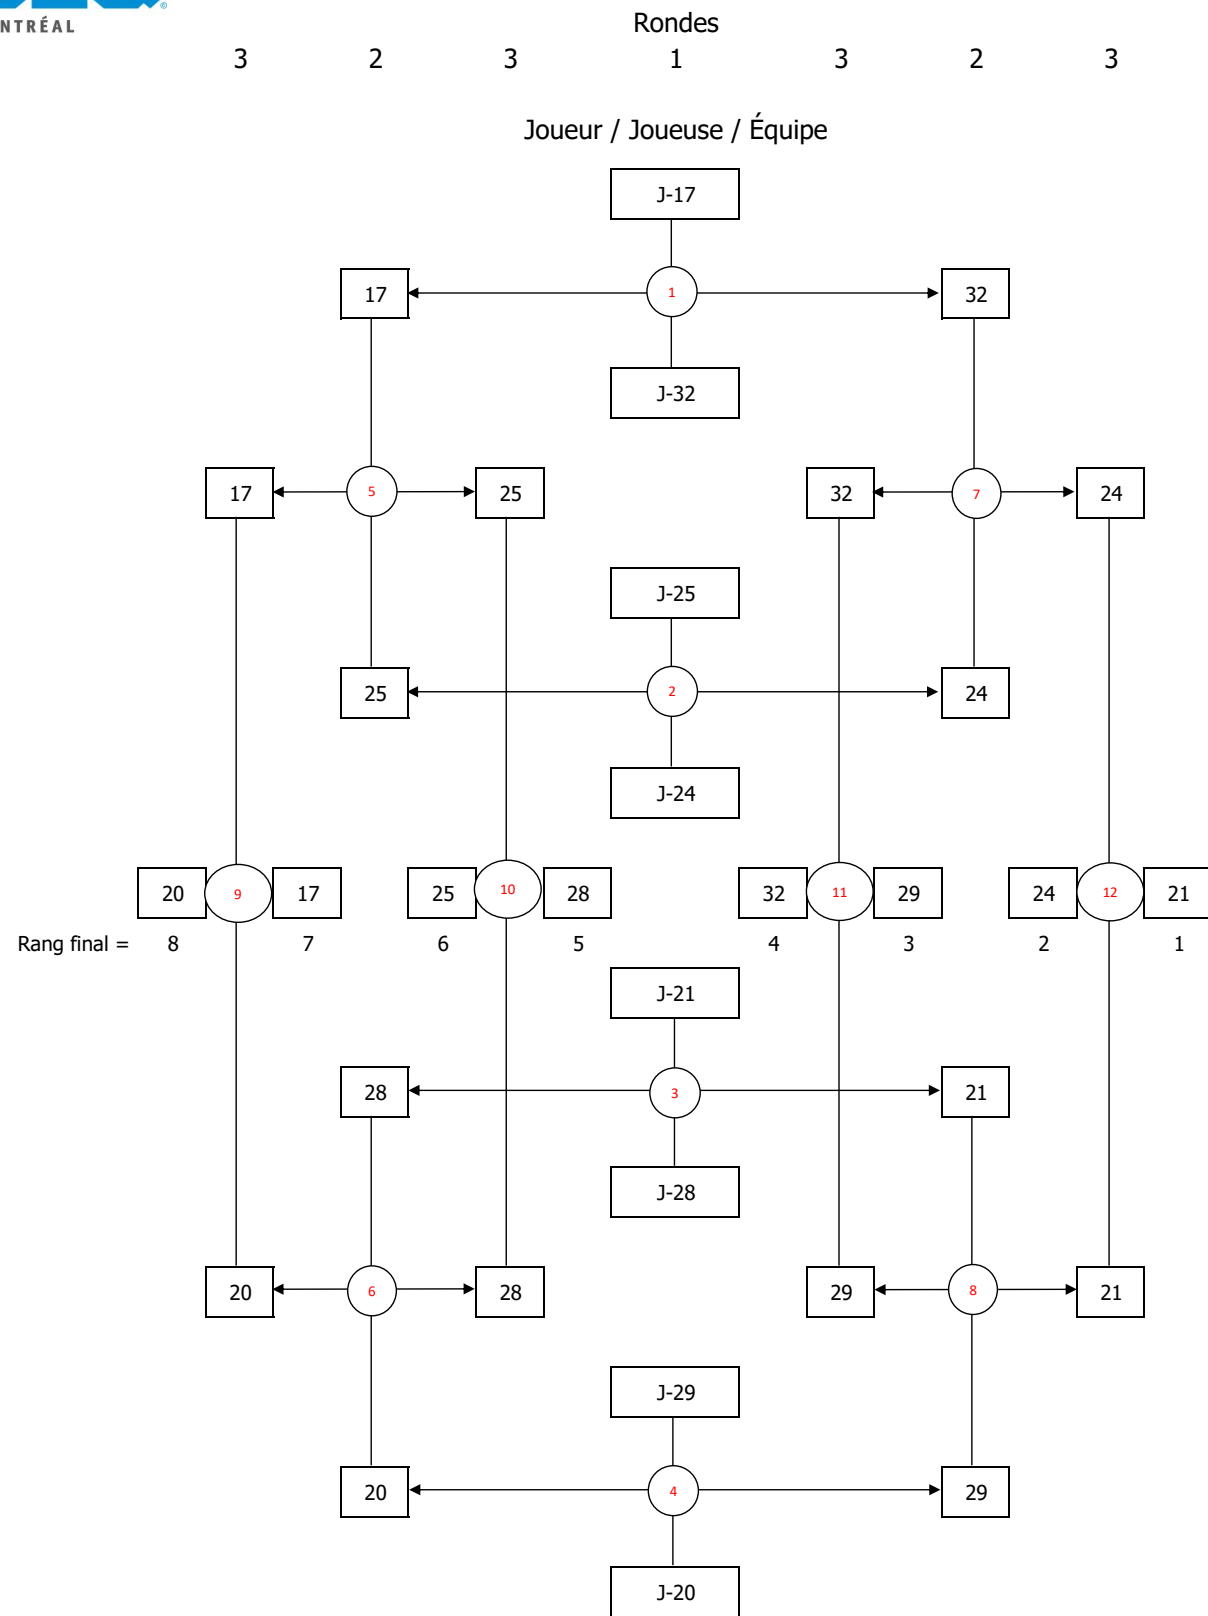 NTRÉAL
©
Rondes
3 2 3 1 3 2 3
Joueur / Joueuse / Équipe
J-17
17 1 32
J-32
17 5 25 32 7 24
J-25
25 2 24
J-24
20 9 17 25 10 28 32 11 29 24 12 21
Rang final = 8 7 6 5 4 3 2 1
J-21
28 3 21
J-28
20 6 28 29 8 21
J-29
20 4 29
J-20